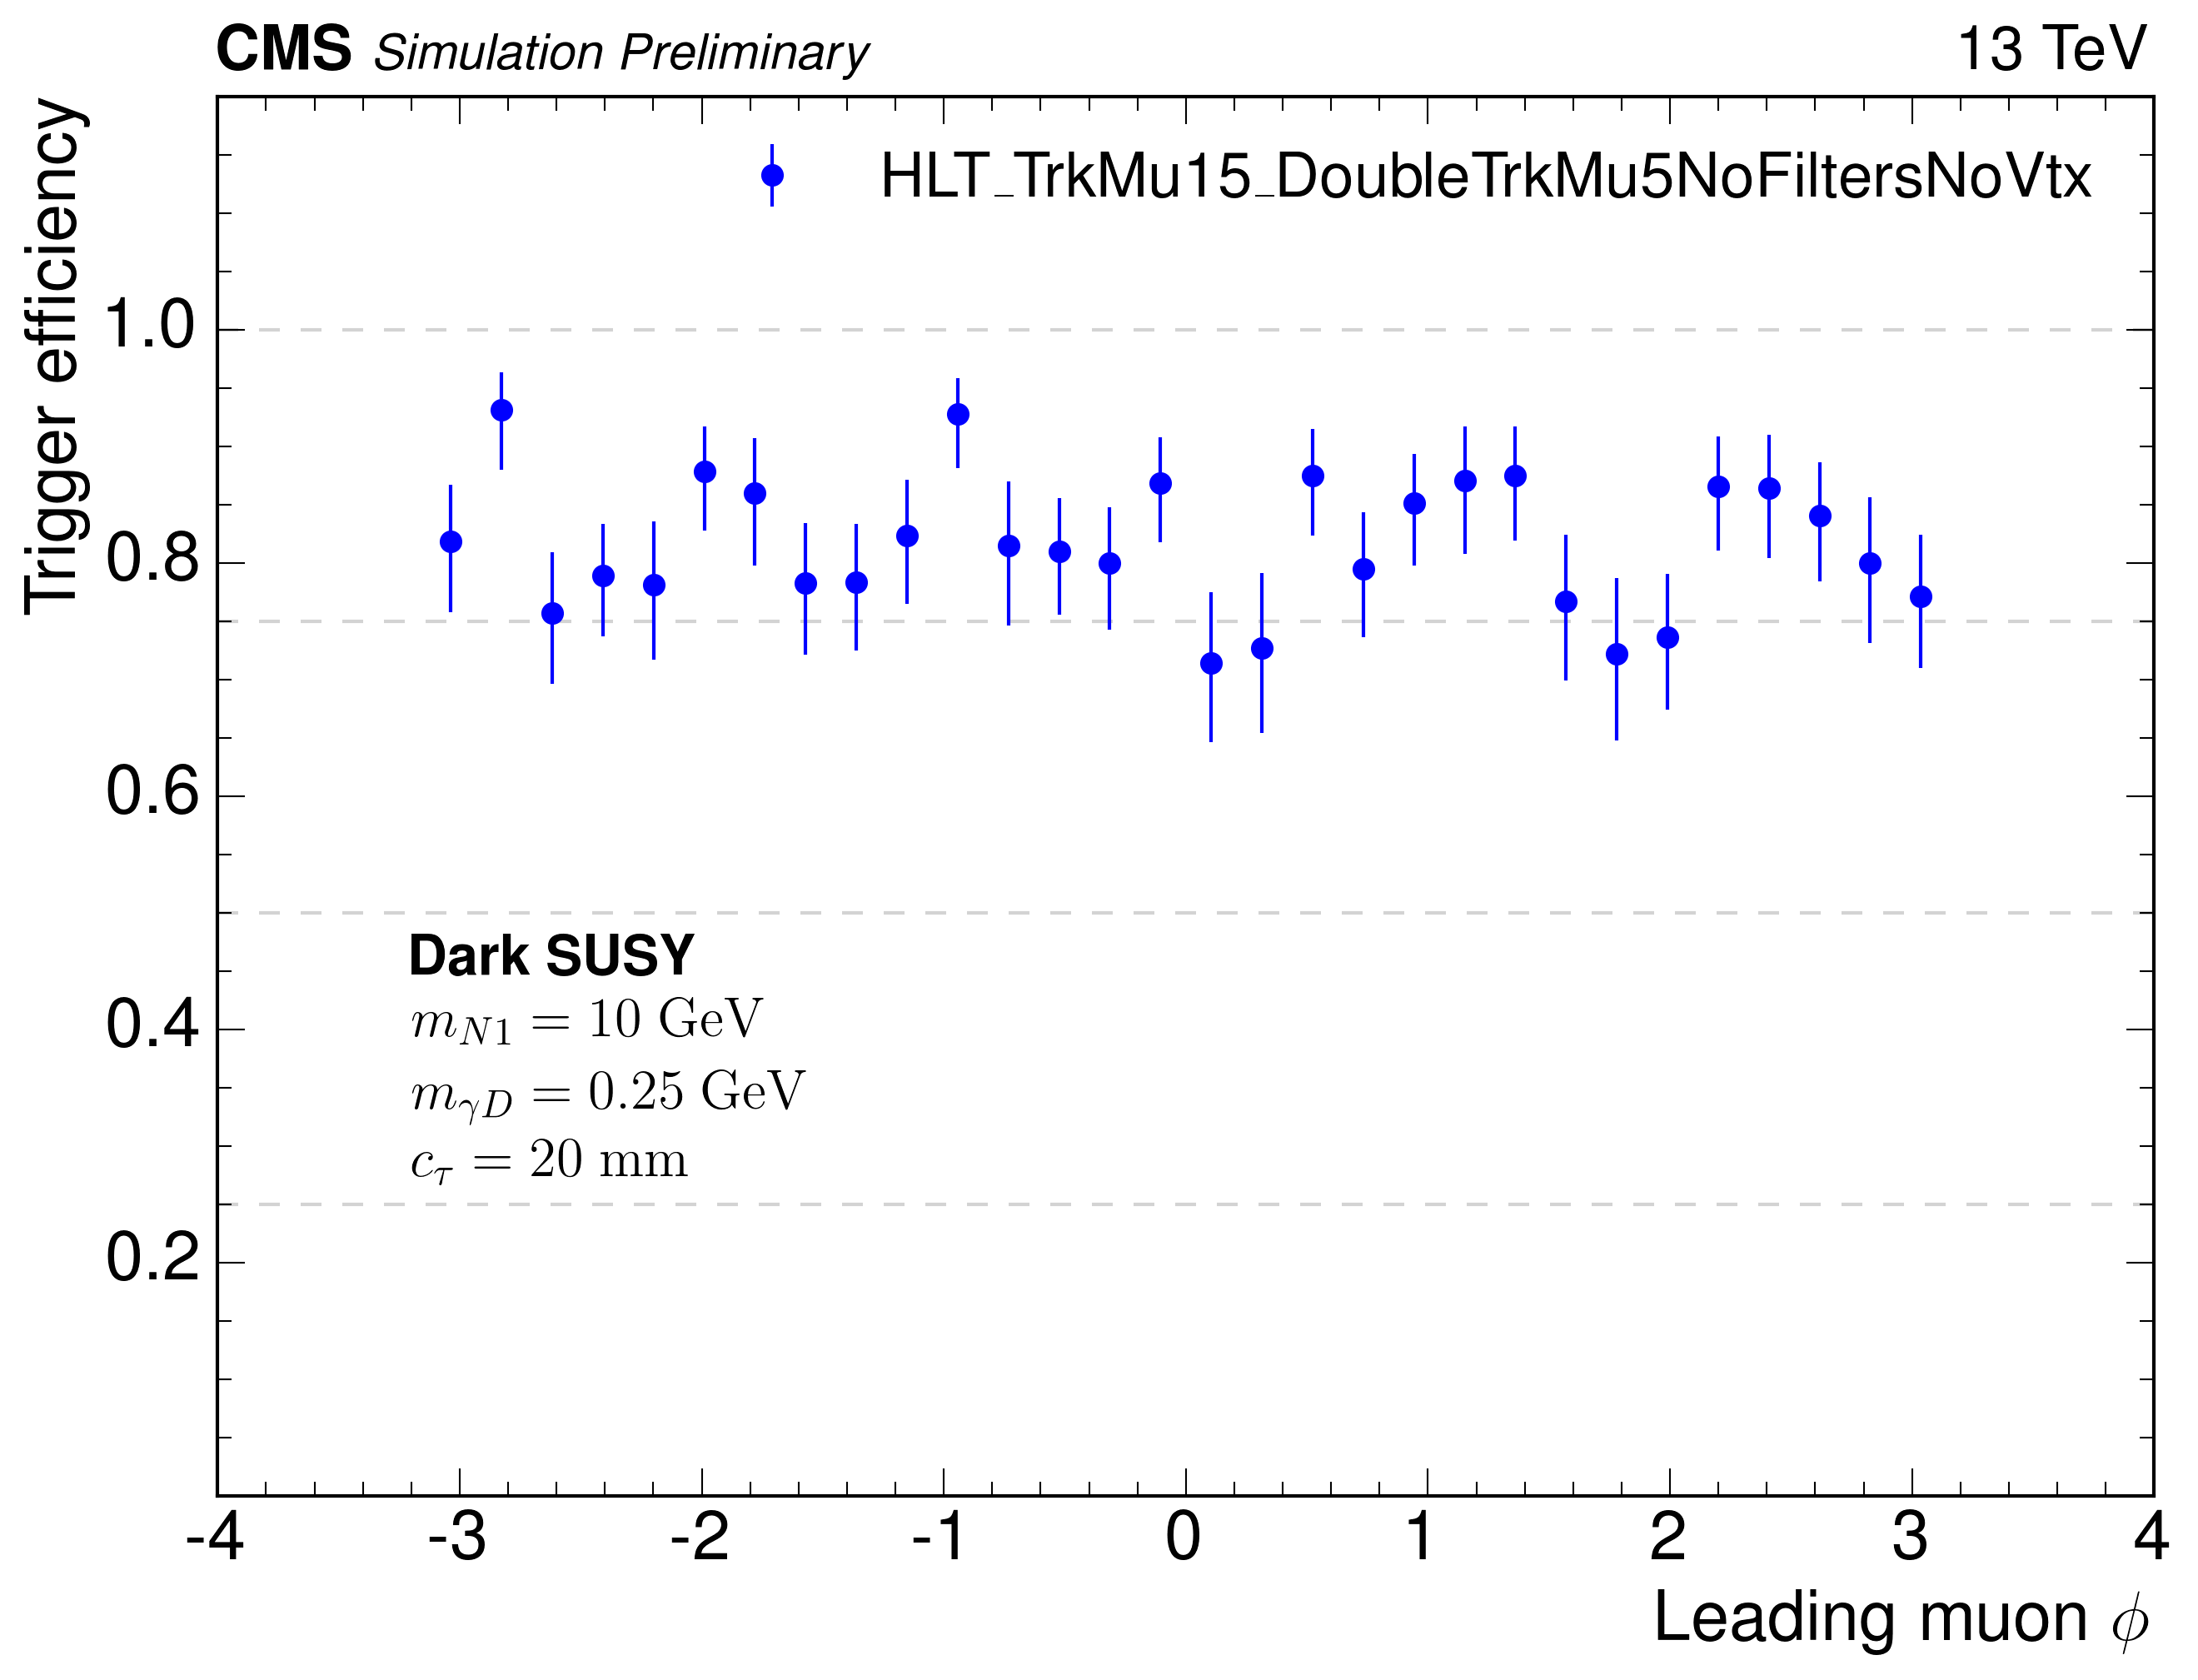 CMS Simulation Preliminary 13 TeV
Trigger efficiency
HLT_TrkMu15_DoubleTrkMu5NoFiltersNoVtx
1.0
0.8
0.6
0.4
0.2
Dark SUSY
m_{N1} = 10 GeV
m_{γD} = 0.25 GeV
c_τ = 20 mm
-4 -3 -2 -1 0 1 2 3 4
Leading muon ϕ